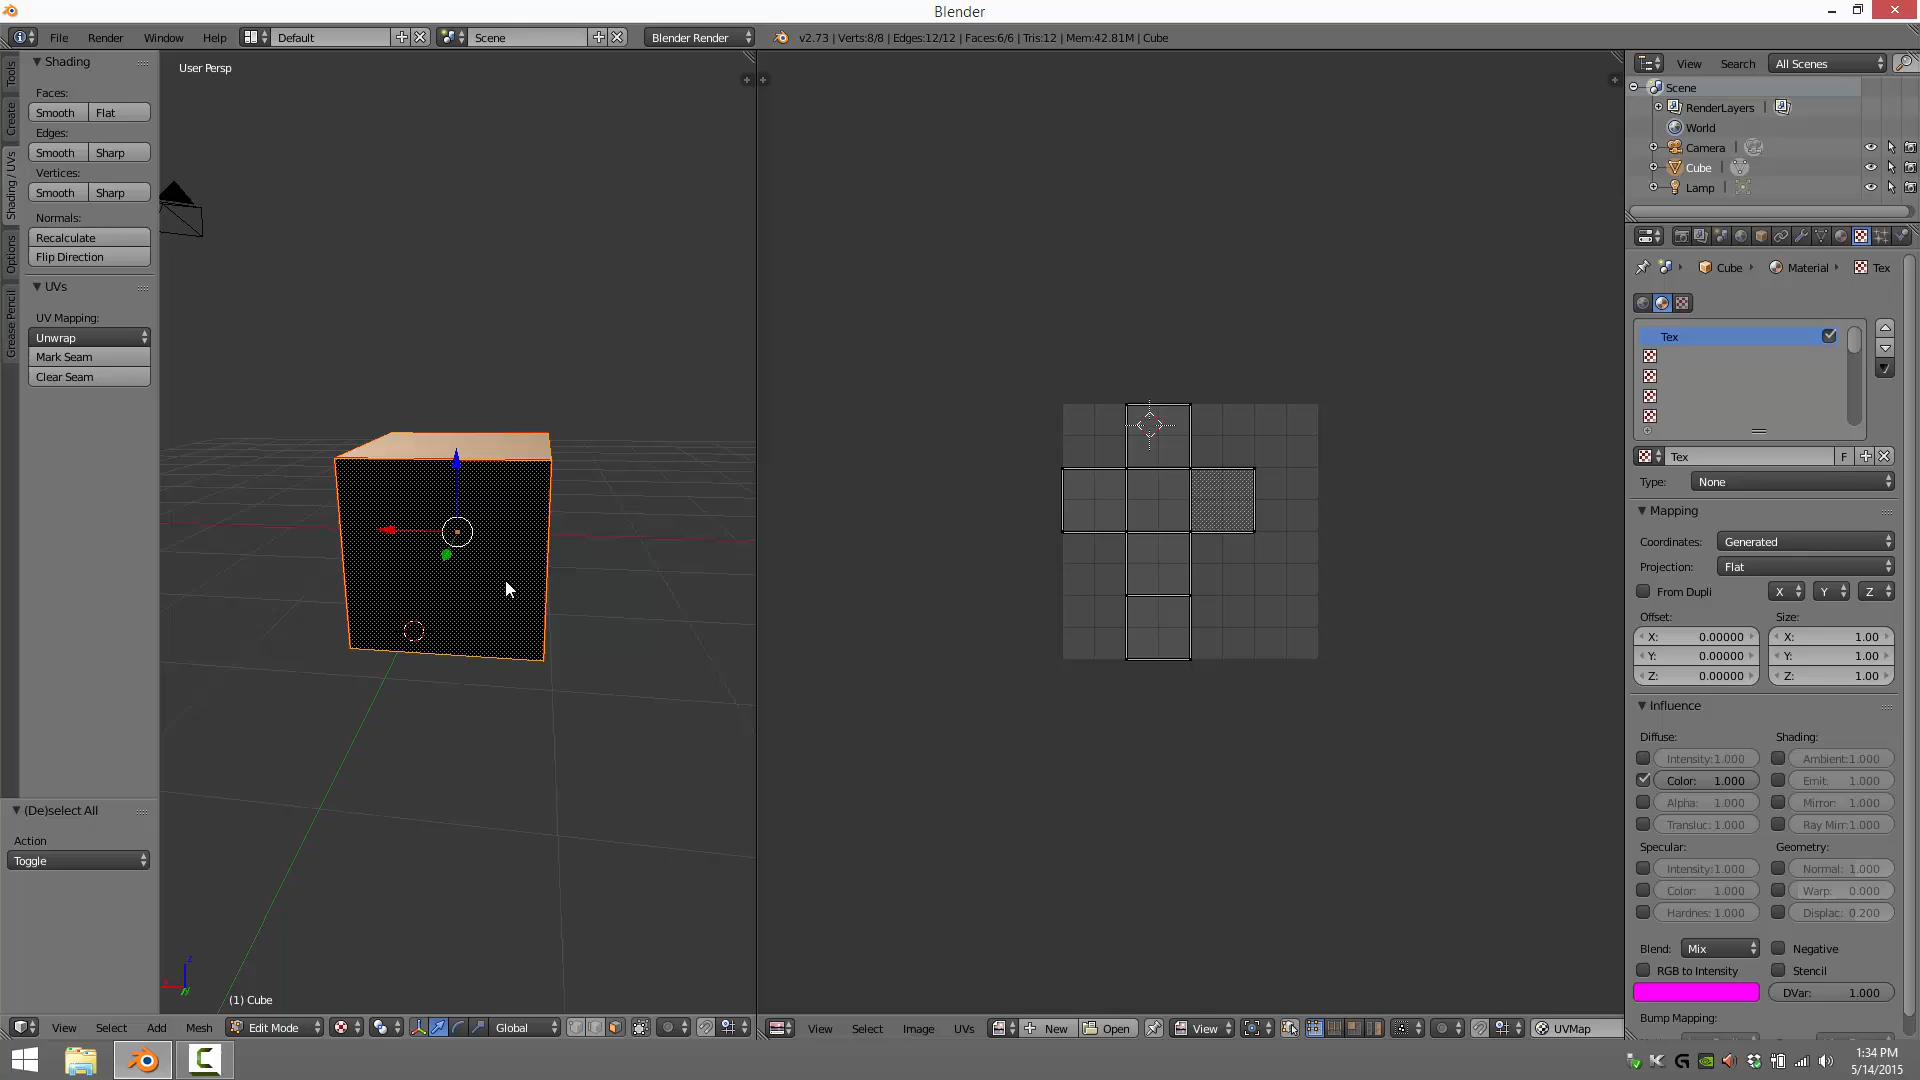 Blender
File Render Window Help Default Scene Blender Render v2.73 | Verts:8/8 | Edges:12/12 | Faces:6/6 | Tris:12 | Mem:42.81M | Cube
Tools
Create
Shading / UVs
Options
Grease Pencil
Shading
Faces:
Smooth Flat
Edges:
Smooth Sharp
Vertices:
Smooth Sharp
Normals:
Recalculate
Flip Direction
UVs
UV Mapping:
Unwrap
Mark Seam
Clear Seam
(De)select All
Action
Toggle
User Persp
z
x
y
(1) Cube
View Select Add Mesh Edit Mode Global
View Select Image UVs New Open View UVMap
View Search All Scenes
Scene
RenderLayers |
World
Camera |
Cube |
Lamp |
Cube Material Tex
Tex
Tex F
Type: None
Mapping
Coordinates: Generated
Projection: Flat
From Dupli X Y Z
Offset: Size:
X: 0.00000 X: 1.00
Y: 0.00000 Y: 1.00
Z: 0.00000 Z: 1.00
Influence
Diffuse: Shading:
Intensity:1.000 Ambient:1.000
Color: 1.000 Emit: 1.000
Alpha: 1.000 Mirror: 1.000
Transluc: 1.000 Ray Mirr:1.000
Specular: Geometry:
Intensity:1.000 Normal: 1.000
Color: 1.000 Warp: 0.000
Hardnes: 1.000 Displac: 0.200
Blend: Mix Negative
RGB to Intensity Stencil
DVar: 1.000
Bump Mapping:
1:34 PM
5/14/2015